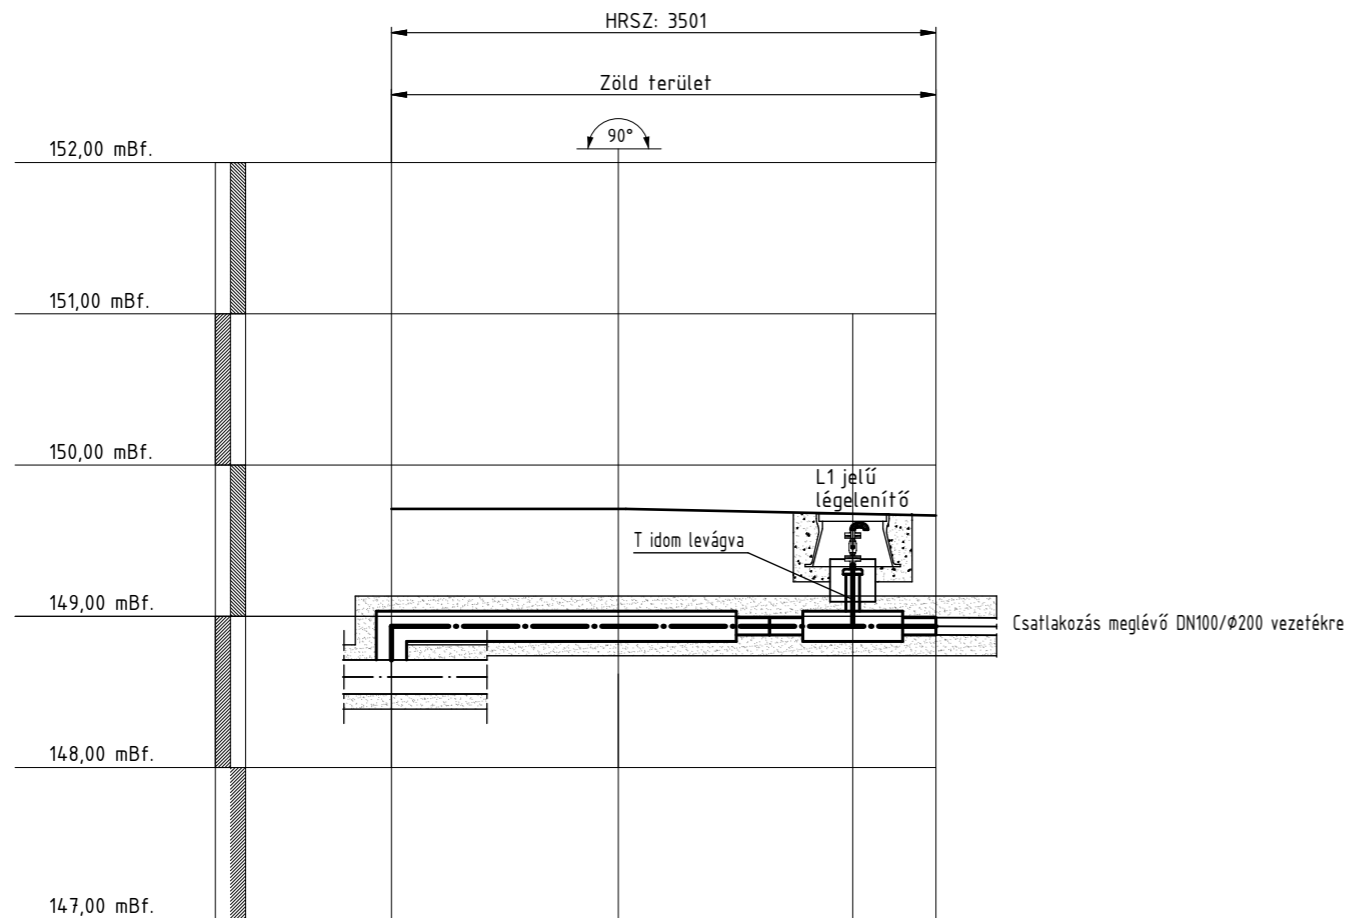 HRSZ: 3501
Zöld terület
90°
152,00 mBf.
151,00 mBf.
150,00 mBf.
L1 jelű
légelenítő
T idom levágva
149,00 mBf.
Csatlakozás meglévő DN100/Ø200 vezetékre
148,00 mBf.
147,00 mBf.